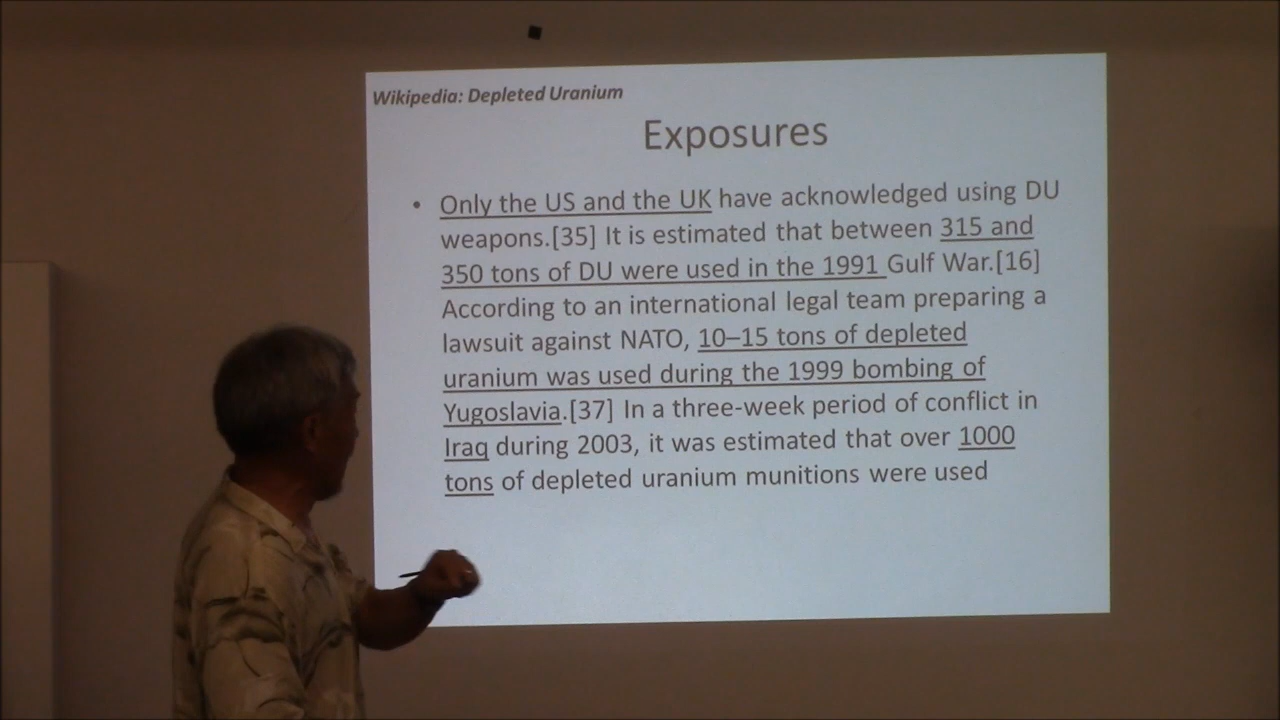 Wikipedia: Depleted Uranium
Exposures
• Only the US and the UK have acknowledged using DU
weapons.[35] It is estimated that between 315 and
350 tons of DU were used in the 1991 Gulf War.[16]
According to an international legal team preparing a
lawsuit against NATO, 10–15 tons of depleted
uranium was used during the 1999 bombing of
Yugoslavia.[37] In a three-week period of conflict in
Iraq during 2003, it was estimated that over 1000
tons of depleted uranium munitions were used